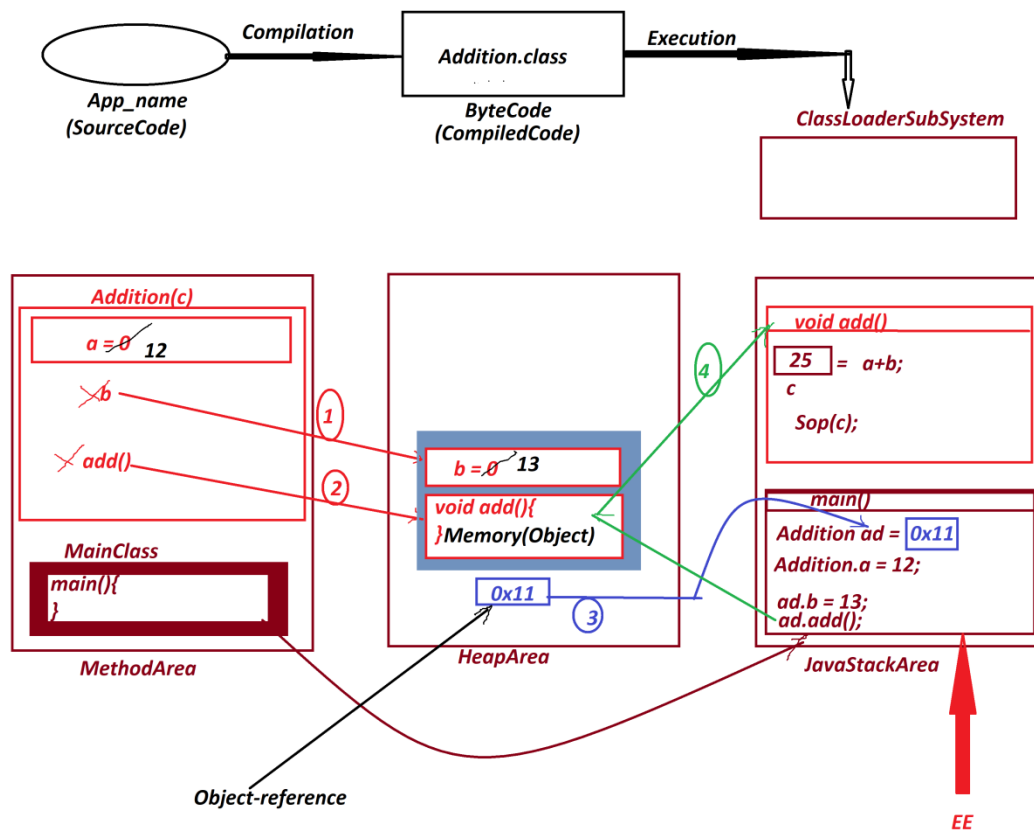 Compilation
Execution
Addition.class
. . .
App_name
(SourceCode)
ByteCode
(CompiledCode)
ClassLoaderSubSystem
Addition(c)
a = 0 12
b
add()
1
2
MainClass
main(){
}
MethodArea
b = 0 13
void add(){
}Memory(Object)
0x11
3
HeapArea
4
void add()
25 = a+b;
c
Sop(c);
main()
Addition ad = 0x11
Addition.a = 12;
ad.b = 13;
ad.add();
JavaStackArea
Object-reference
EE